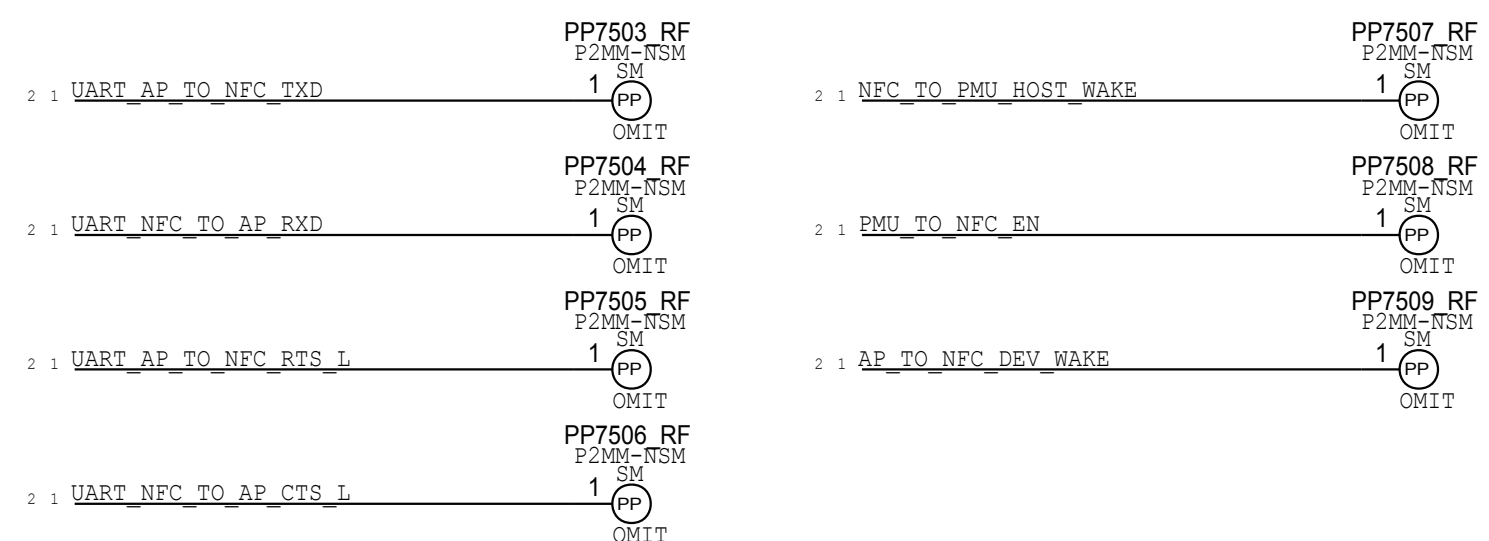 PP7503_RF
P2MM-NSM
SM
2 1 UART_AP_TO_NFC_TXD 1 PP
OMIT
PP7504_RF
P2MM-NSM
SM
2 1 UART_NFC_TO_AP_RXD 1 PP
OMIT
PP7505_RF
P2MM-NSM
SM
2 1 UART_AP_TO_NFC_RTS_L 1 PP
OMIT
PP7506_RF
P2MM-NSM
SM
2 1 UART_NFC_TO_AP_CTS_L 1 PP
OMIT
PP7507_RF
P2MM-NSM
SM
2 1 NFC_TO_PMU_HOST_WAKE 1 PP
OMIT
PP7508_RF
P2MM-NSM
SM
2 1 PMU_TO_NFC_EN 1 PP
OMIT
PP7509_RF
P2MM-NSM
SM
2 1 AP_TO_NFC_DEV_WAKE 1 PP
OMIT